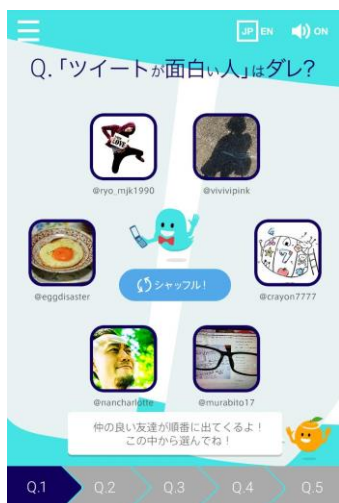 JP EN ON
Q.「ツイートが面白い人」はダレ?
LOVE
@ryo_mjk1990
@vivivipink
@eggdisaster
シャッフル!
@crayon7777
@nancharlotte
@murabito17
仲の良い友達が順番に出てくるよ!
この中から選んでね!
Q.1 Q.2 Q.3 Q.4 Q.5